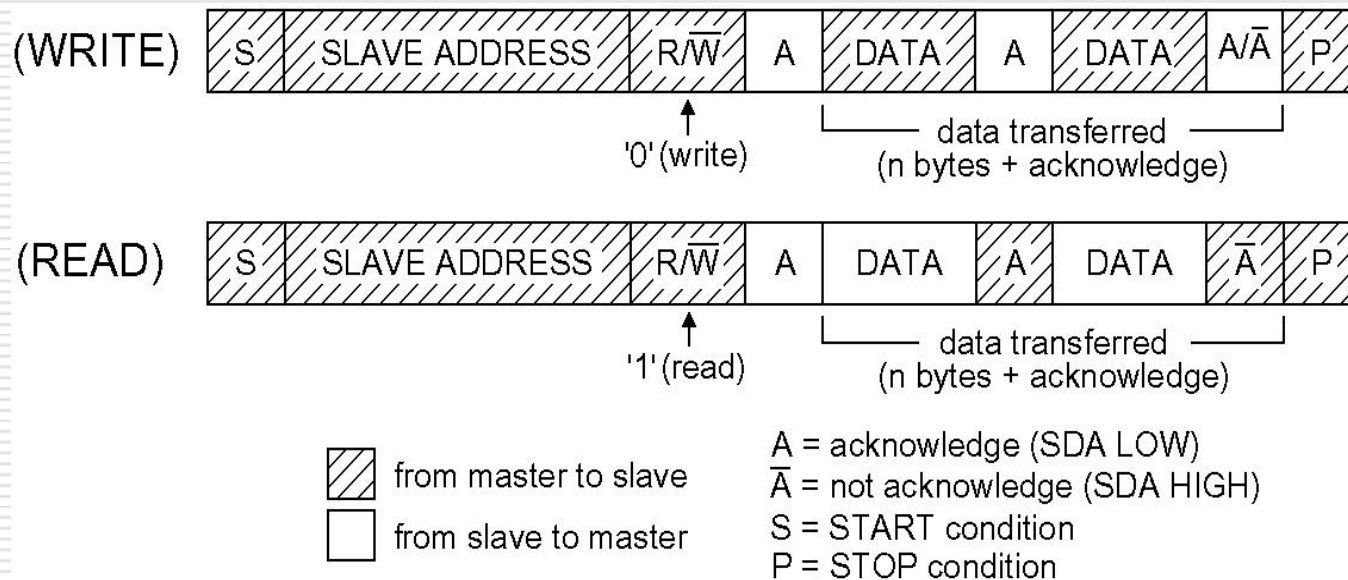 (WRITE) S SLAVE ADDRESS R/W̅ A DATA A DATA A/A̅ P
'0' (write)
data transferred
(n bytes + acknowledge)
(READ) S SLAVE ADDRESS R/W̅ A DATA A DATA A̅ P
'1' (read)
data transferred
(n bytes + acknowledge)
from master to slave
from slave to master
A = acknowledge (SDA LOW)
A̅ = not acknowledge (SDA HIGH)
S = START condition
P = STOP condition